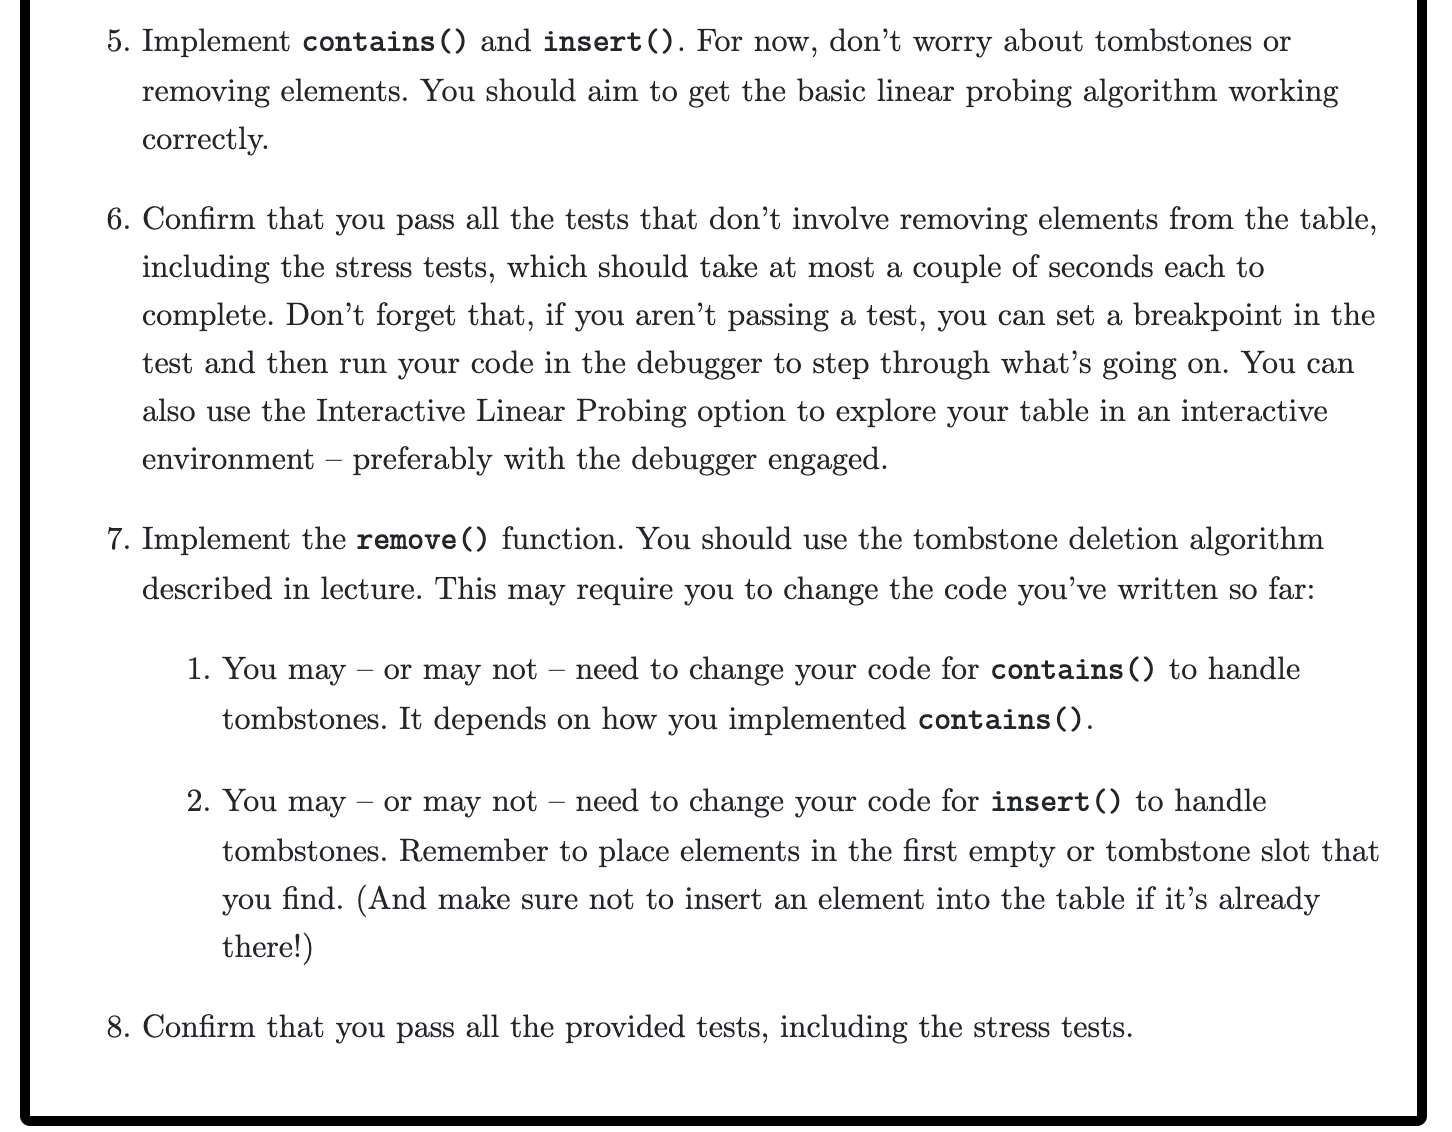 5. Implement contains() and insert(). For now, don’t worry about tombstones or
removing elements. You should aim to get the basic linear probing algorithm working
correctly.
6. Confirm that you pass all the tests that don’t involve removing elements from the table,
including the stress tests, which should take at most a couple of seconds each to
complete. Don’t forget that, if you aren’t passing a test, you can set a breakpoint in the
test and then run your code in the debugger to step through what’s going on. You can
also use the Interactive Linear Probing option to explore your table in an interactive
environment – preferably with the debugger engaged.
7. Implement the remove() function. You should use the tombstone deletion algorithm
described in lecture. This may require you to change the code you’ve written so far:
1. You may – or may not – need to change your code for contains() to handle
tombstones. It depends on how you implemented contains().
2. You may – or may not – need to change your code for insert() to handle
tombstones. Remember to place elements in the first empty or tombstone slot that
you find. (And make sure not to insert an element into the table if it’s already
there!)
8. Confirm that you pass all the provided tests, including the stress tests.